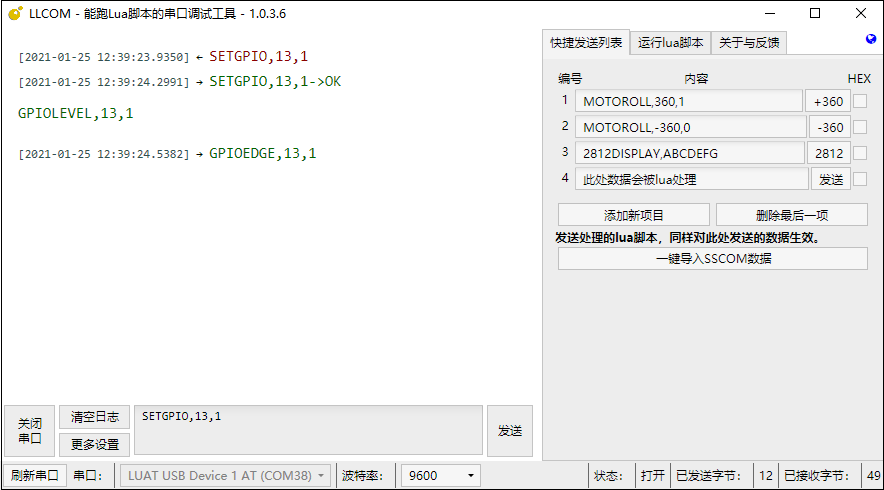 LLCOM - 能跑Lua脚本的串口调试工具 - 1.0.3.6
[2021-01-25 12:39:23.9350] ← SETGPIO,13,1
[2021-01-25 12:39:24.2991] → SETGPIO,13,1->OK
GPIOLEVEL,13,1
[2021-01-25 12:39:24.5382] → GPIOEDGE,13,1
快捷发送列表 运行lua脚本 关于与反馈
编号 内容 HEX
1 MOTOROLL,360,1 +360
2 MOTOROLL,-360,0 -360
3 2812DISPLAY,ABCDEFG 2812
4 此处数据会被lua处理 发送
添加新项目 删除最后一项
发送处理的lua脚本，同样对此处发送的数据生效。
一键导入SSCOM数据
关闭
串口
清空日志
更多设置
SETGPIO,13,1
发送
刷新串口 串口： LUAT USB Device 1 AT (COM38) 波特率： 9600 状态： 打开 已发送字节： 12 已接收字节： 49